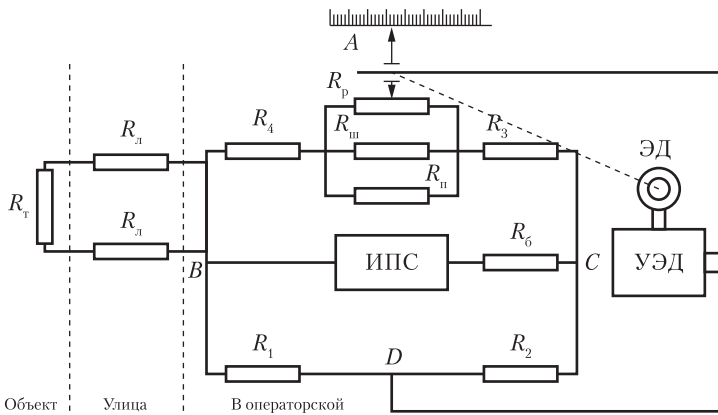 A
Rр
Rл
R4
Rш
R3
ЭД
Rт
Rп
Rл
B
ИПС
Rб
C
УЭД
R1
D
R2
Объект
Улица
В операторской